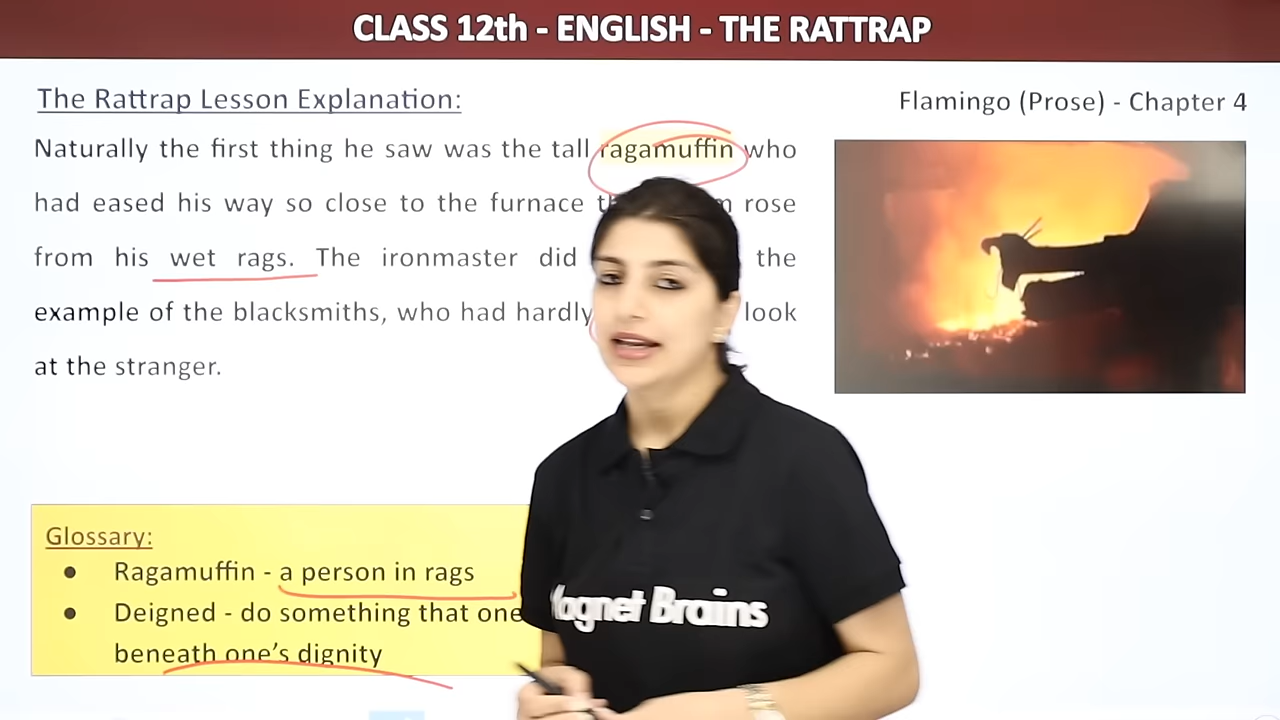 CLASS 12th - ENGLISH - THE RATTRAP
The Rattrap Lesson Explanation:
Flamingo (Prose) - Chapter 4
Naturally the first thing he saw was the tall ragamuffin who
had eased his way so close to the furnace rose
from his wet rags. The ironmaster did the
example of the blacksmiths, who had hardly look
at the stranger.
Glossary:
● Ragamuffin - a person in rags
● Deigned - do something that one
beneath one's dignity
Magnet Brains